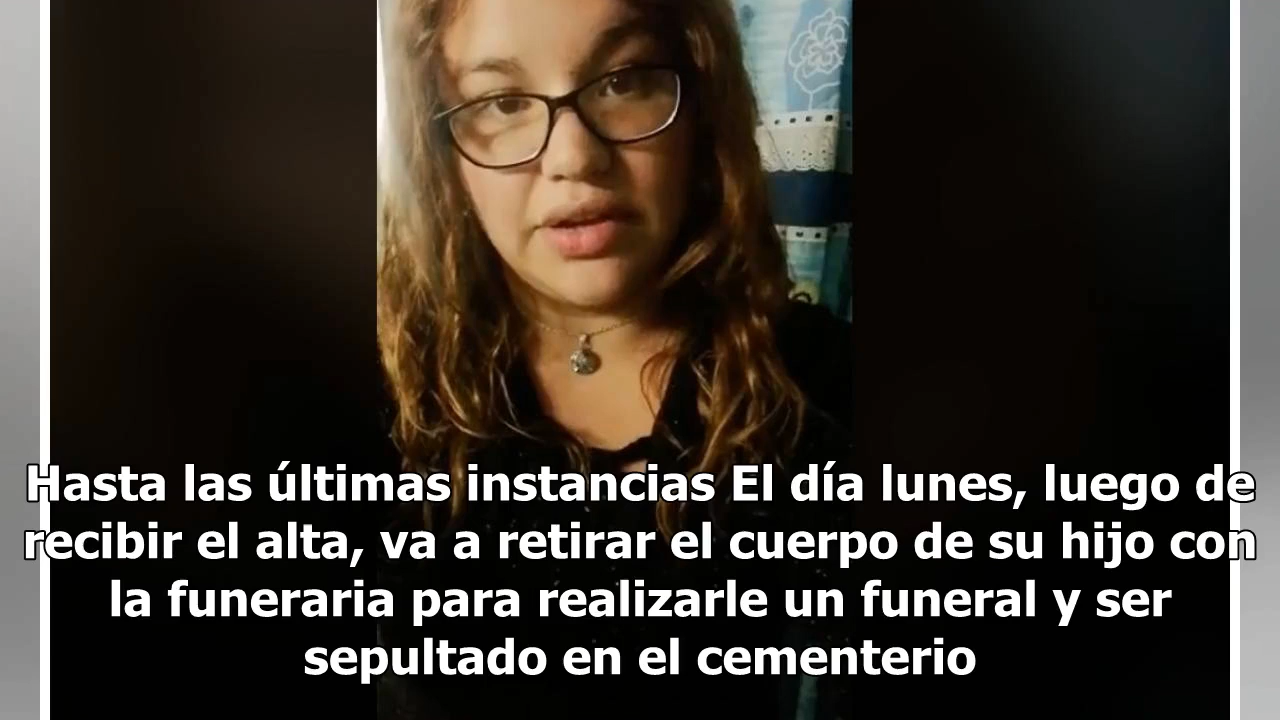 Hasta las últimas instancias El día lunes, luego de
recibir el alta, va a retirar el cuerpo de su hijo con
la funeraria para realizarle un funeral y ser
sepultado en el cementerio